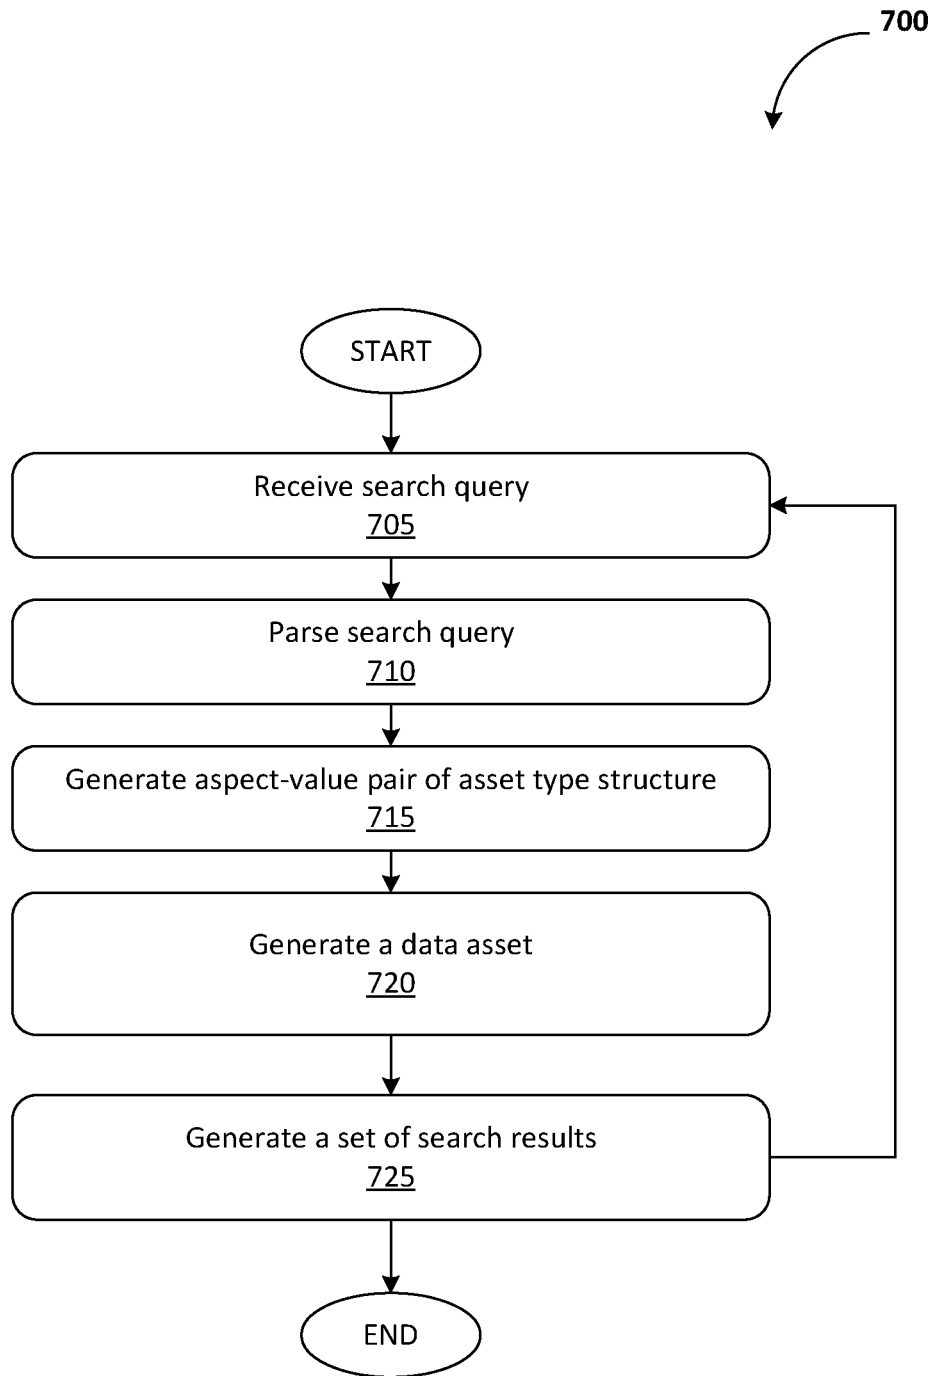 700
START
Receive search query
705
Parse search query
710
Generate aspect-value pair of asset type structure
715
Generate a data asset
720
Generate a set of search results
725
END